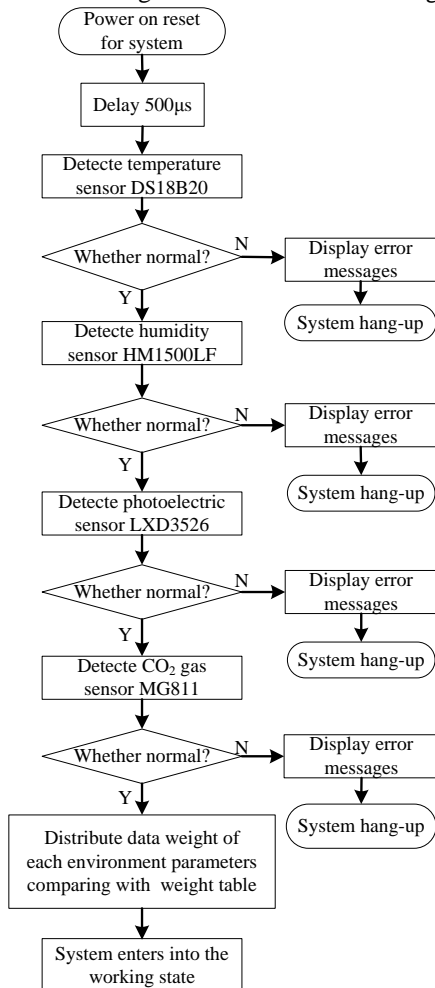 Power on reset
for system
Delay 500μs
Detecte temperature
sensor DS18B20
Whether normal?
N
Display error
messages
Y
System hang-up
Detecte humidity
sensor HM1500LF
Whether normal?
N
Display error
messages
Y
System hang-up
Detecte photoelectric
sensor LXD3526
Whether normal?
N
Display error
messages
Y
System hang-up
Detecte CO₂ gas
sensor MG811
Whether normal?
N
Display error
messages
Y
System hang-up
Distribute data weight of
each environment parameters
comparing with weight table
System enters into the
working state